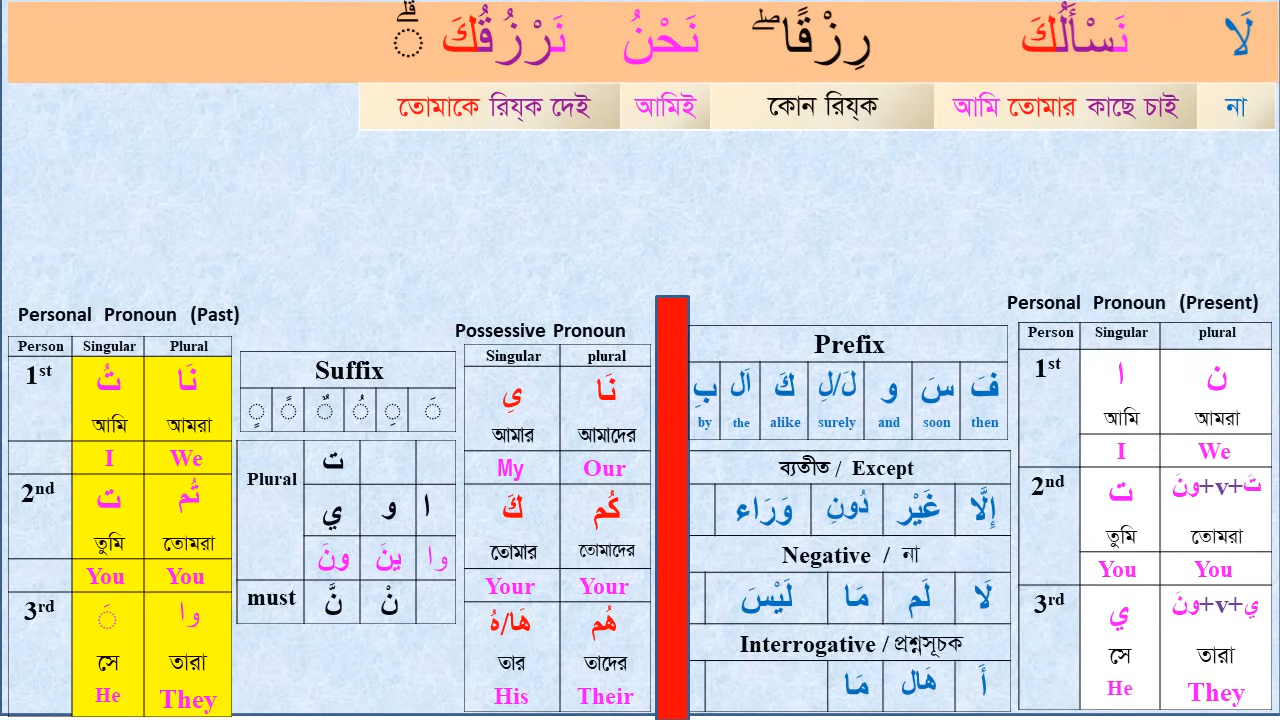 لَا نَسْأَلُكَ رِزْقًا ۖ نَحْنُ نَرْزُقُكَ ۗ
না আমি তোমার কাছে চাই কোন রিয্ক আমিই তোমাকে রিয্ক দেই
Personal Pronoun (Past)
Person Singular Plural
1st تُ نَا
আমি আমরা
I We
2nd ت تُم
তুমি তোমরা
You You
3rd ◌َ وا
সে তারা
He They
Suffix
◌ٍ ◌ً ◌ٌ ◌ُ ◌ِ ◌َ
Plural ت
ي و ا
ونَ ينَ وا
must نَّ نْ
Possessive Pronoun
Singular plural
يِ نَا
আমার আমাদের
My Our
كَ كُم
তোমার তোমাদের
Your Your
هَا/هُ هُم
তার তাদের
His Their
Prefix
بِ اَل كَ لَ/لِ و سَ فَ
by the alike surely and soon then
ব্যতীত / Except
وَرَاء دُونِ غَيْر إِلَّا
Negative / না
لَيْسَ مَا لَم لَا
Interrogative / প্রশ্নসূচক
مَا هَال أَ
Personal Pronoun (Present)
Person Singular plural
1st ا ن
আমি আমরা
I We
2nd ت تَ+v+ونَ
তুমি তোমরা
You You
3rd ي ي+v+ونَ
সে তারা
He They